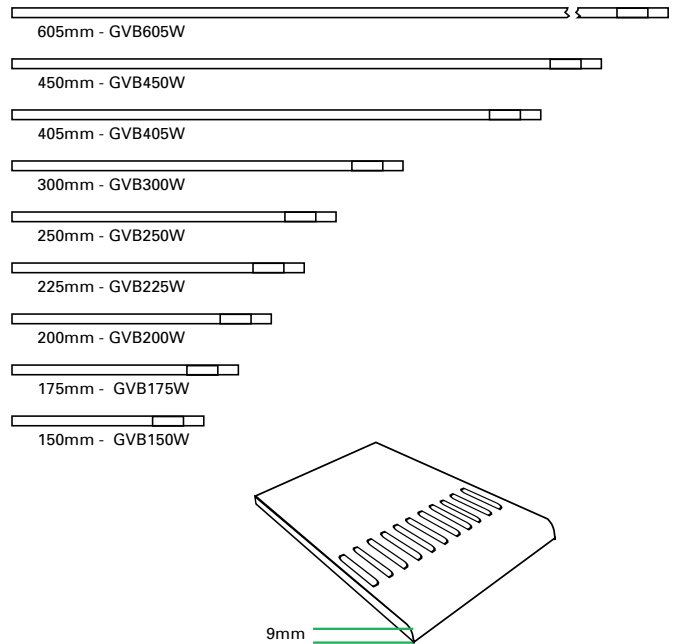 605mm - GVB605W
450mm - GVB450W
405mm - GVB405W
300mm - GVB300W
250mm - GVB250W
225mm - GVB225W
200mm - GVB200W
175mm -  GVB175W
150mm -  GVB150W
9mm